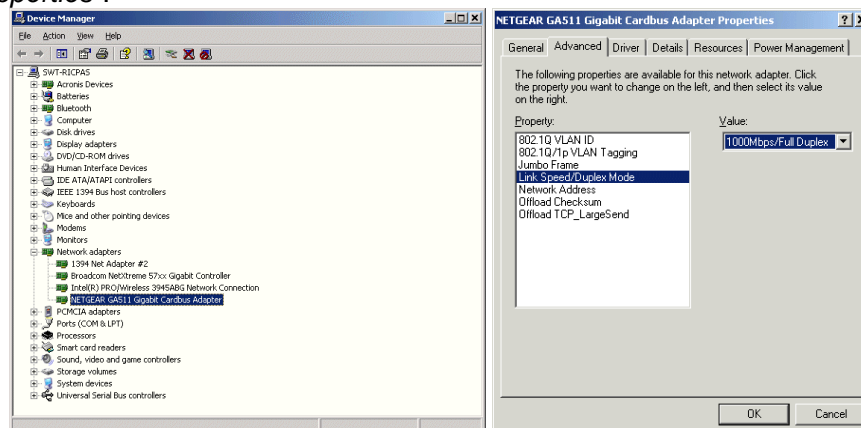 Device Manager
File Action View Help
SWT-RICPAS
Acronis Devices
Batteries
Bluetooth
Computer
Disk drives
Display adapters
DVD/CD-ROM drives
Human Interface Devices
IDE ATA/ATAPI controllers
IEEE 1394 Bus host controllers
Keyboards
Mice and other pointing devices
Modems
Monitors
Network adapters
1394 Net Adapter #2
Broadcom NetXtreme 57xx Gigabit Controller
Intel(R) PRO/Wireless 3945ABG Network Connection
NETGEAR GA511 Gigabit Cardbus Adapter
PCMCIA adapters
Ports (COM & LPT)
Processors
Smart card readers
Sound, video and game controllers
Storage volumes
System devices
Universal Serial Bus controllers
NETGEAR GA511 Gigabit Cardbus Adapter Properties
General Advanced Driver Details Resources Power Management
The following properties are available for this network adapter. Click
the property you want to change on the left, and then select its value
on the right.
Property:
Value:
802.1Q VLAN ID
802.1Q/1p VLAN Tagging
Jumbo Frame
Link Speed/Duplex Mode
Network Address
Offload Checksum
Offload TCP_LargeSend
1000Mbps/Full Duplex
OK Cancel